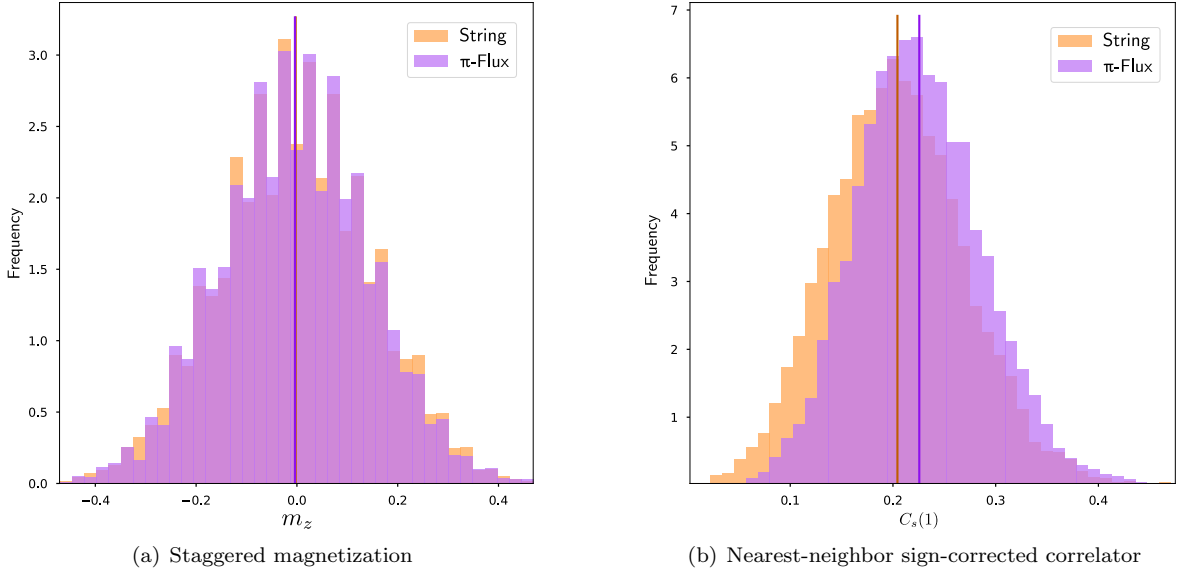 String
π-Flux
3.0
2.5
2.0
1.5
1.0
0.5
0.0
Frequency
−0.4
−0.2
0.0
0.2
0.4
m_z
(a) Staggered magnetization
String
π-Flux
7
6
5
4
3
2
1
Frequency
0.1
0.2
0.3
0.4
C_s(1)
(b) Nearest-neighbor sign-corrected correlator